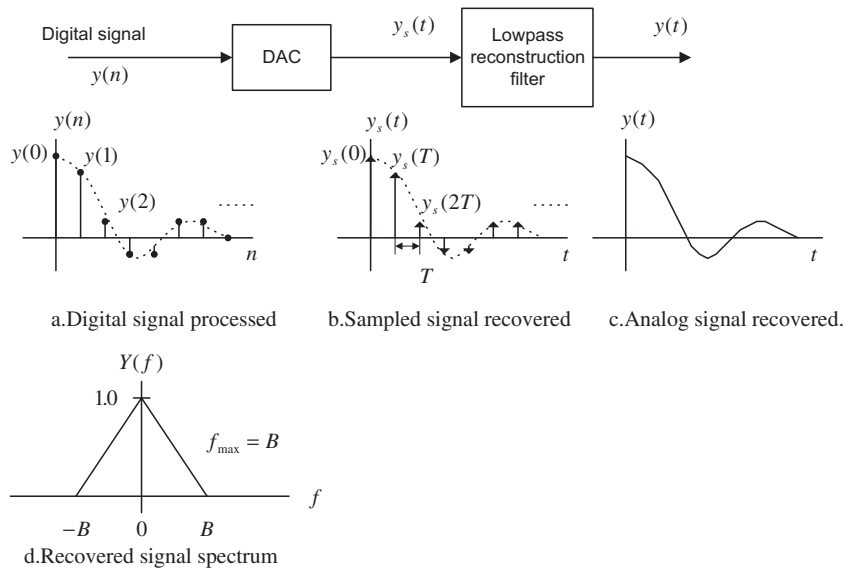 Digital signal
y(n)
DAC
y_s(t)
Lowpass
reconstruction
filter
y(t)
y(n)
y(0)
y(1)
y(2)
.....
n
y_s(t)
y_s(0)
y_s(T)
y_s(2T)
.....
T
t
y(t)
t
a.Digital signal processed
b.Sampled signal recovered
c.Analog signal recovered.
Y(f)
1.0
f_max = B
f
−B
0
B
d.Recovered signal spectrum